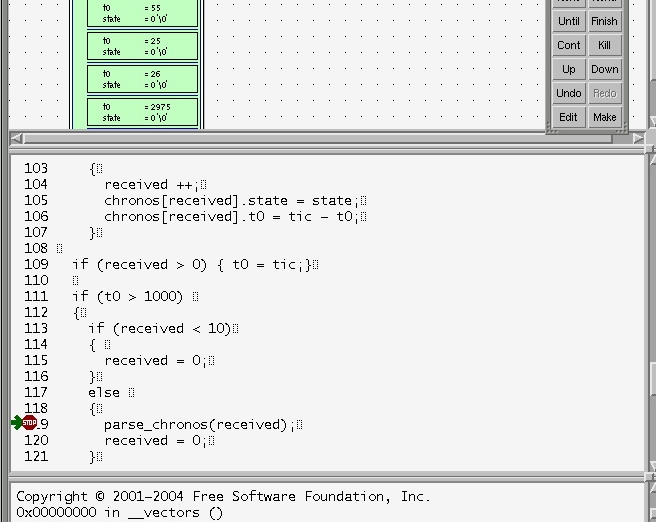 t0 = 55
state = 0'\0'
t0 = 25
state = 0'\0'
t0 = 26
state = 0'\0'
t0 = 2975
state = 0'\0'
Until Finish
Cont Kill
Up Down
Undo Redo
Edit Make
103 {
104 received ++;
105 chronos[received].state = state;
106 chronos[received].t0 = tic - t0;
107 }
108
109 if (received > 0) { t0 = tic;}
110
111 if (t0 > 1000)
112 {
113 if (received < 10)
114 {
115 received = 0;
116 }
117 else
118 {
STOP 9 parse_chronos(received);
120 received = 0;
121 }
Copyright © 2001-2004 Free Software Foundation, Inc.
0x00000000 in __vectors ()